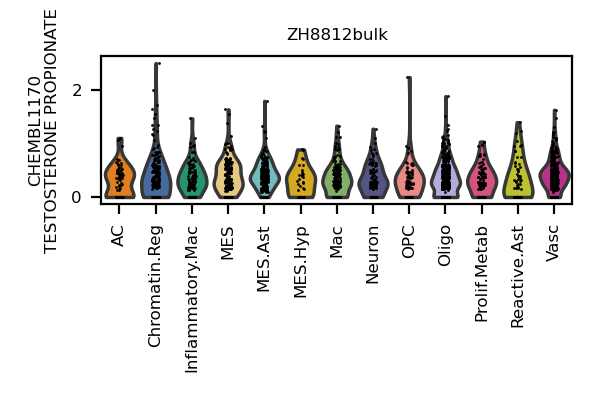 ZH8812bulk
CHEMBL1170
TESTOSTERONE PROPIONATE
2
0
AC
Chromatin.Reg
Inflammatory.Mac
MES
MES.Ast
MES.Hyp
Mac
Neuron
OPC
Oligo
Prolif.Metab
Reactive.Ast
Vasc